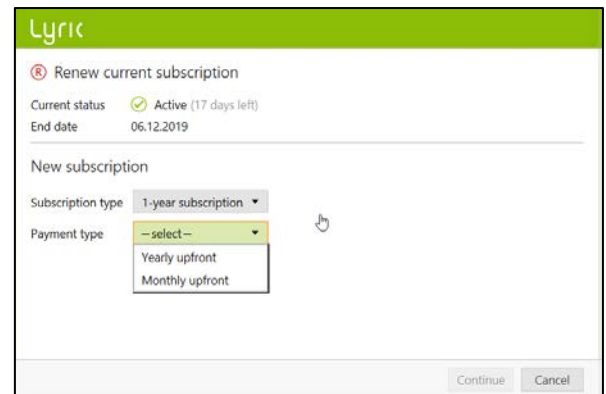 Lyric
® Renew current subscription
Current status Active (17 days left)
End date 06.12.2019
New subscription
Subscription type 1-year subscription
Payment type —select—
Yearly upfront
Monthly upfront
Continue Cancel